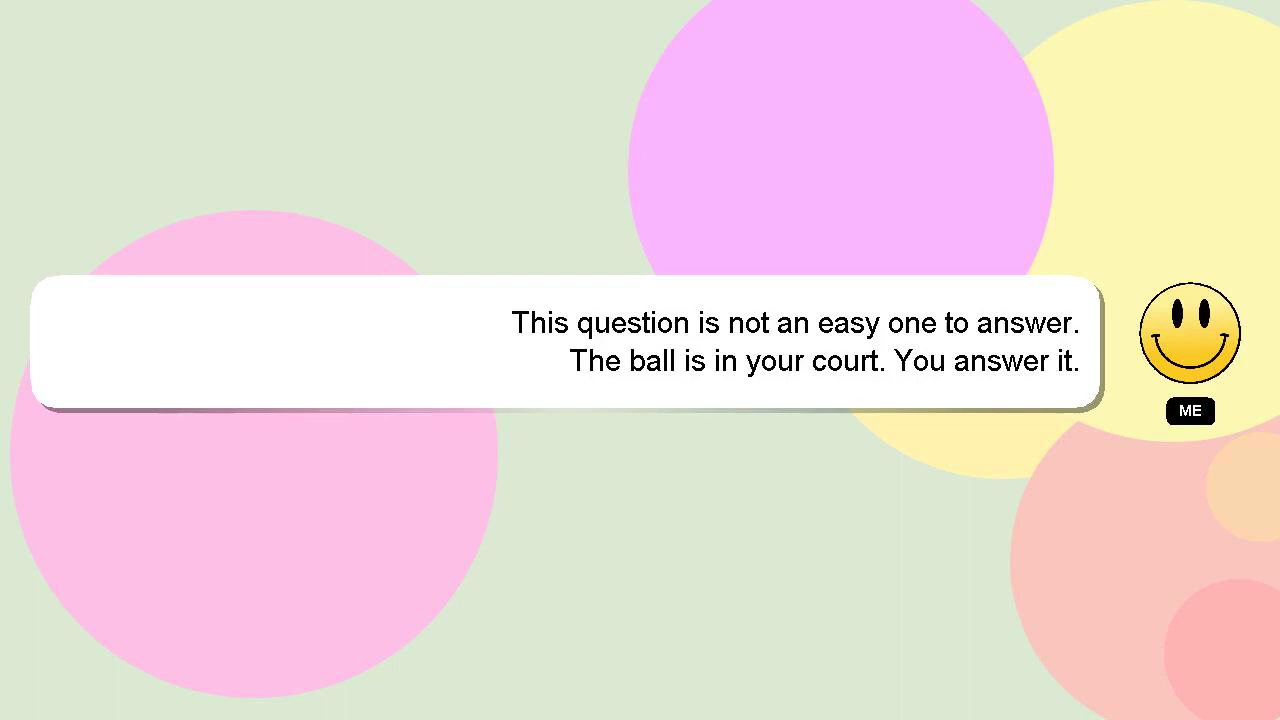 This question is not an easy one to answer.
The ball is in your court. You answer it.
ME